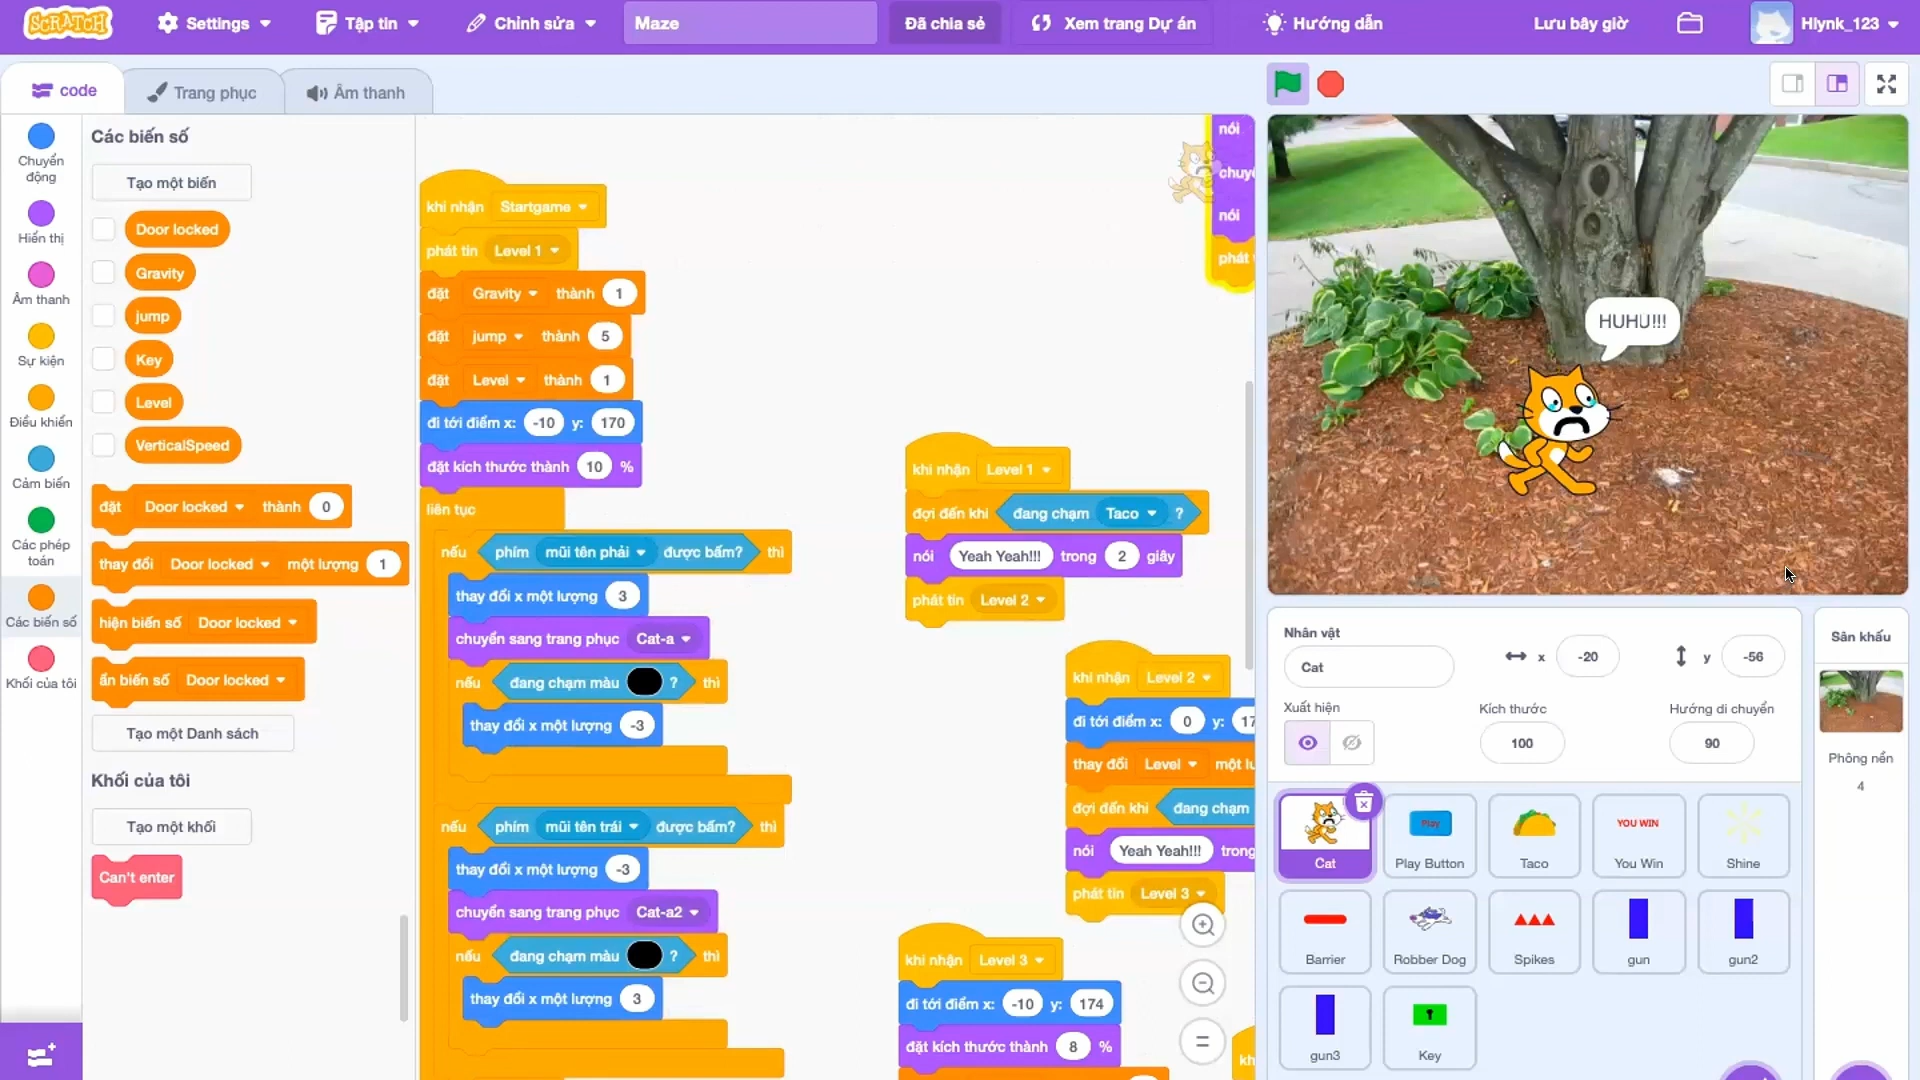 SCRATCH
Settings
Tập tin
Chỉnh sửa
Maze
Đã chia sẻ
Xem trang Dự án
Hướng dẫn
Lưu bây giờ
Hlynk_123
code
Trang phục
Âm thanh
Chuyển động
Hiển thị
Âm thanh
Sự kiện
Điều khiển
Cảm biến
Các phép toán
Các biến số
Khối của tôi
Các biến số
Tạo một biến
Door locked
Gravity
jump
Key
Level
VerticalSpeed
đặt Door locked thành 0
thay đổi Door locked một lượng 1
hiện biến số Door locked
ẩn biến số Door locked
Tạo một Danh sách
Khối của tôi
Tạo một khối
Can't enter
khi nhận Startgame
phát tin Level 1
đặt Gravity thành 1
đặt jump thành 5
đặt Level thành 1
đi tới điểm x: -10 y: 170
đặt kích thước thành 10 %
liên tục
nếu phím mũi tên phải được bấm? thì
thay đổi x một lượng 3
chuyển sang trang phục Cat-a
nếu đang chạm màu ? thì
thay đổi x một lượng -3
nếu phím mũi tên trái được bấm? thì
thay đổi x một lượng -3
chuyển sang trang phục Cat-a2
nếu đang chạm màu ? thì
thay đổi x một lượng 3
nói
chuyể
nói
phát
khi nhận Level 1
đợi đến khi đang chạm Taco ?
nói Yeah Yeah!!! trong 2 giây
phát tin Level 2
khi nhận Level 2
đi tới điểm x: 0 y: 17
thay đổi Level một lư
đợi đến khi đang chạm
nói Yeah Yeah!!! trong
phát tin Level 3
khi nhận Level 3
đi tới điểm x: -10 y: 174
đặt kích thước thành 8 %
kh
HUHU!!!
Nhân vật
Cat
x -20
y -56
Xuất hiện
Kích thước
100
Hướng di chuyển
90
Sân khấu
Phông nền
4
Cat
Play
Play Button
Taco
YOU WIN
You Win
Shine
Barrier
Robber Dog
Spikes
gun
gun2
gun3
Key